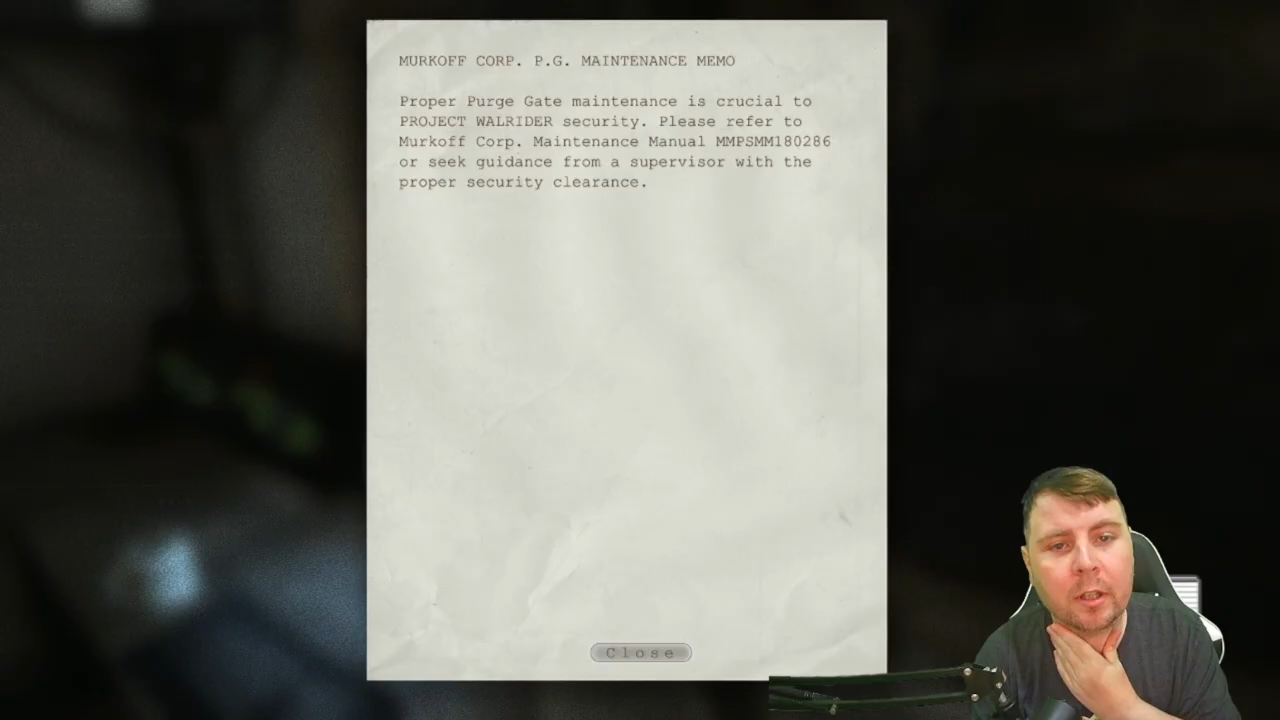 MURKOFF CORP. P.G. MAINTENANCE MEMO
Proper Purge Gate maintenance is crucial to
PROJECT WALRIDER security. Please refer to
Murkoff Corp. Maintenance Manual MMPSMM180286
or seek guidance from a supervisor with the
proper security clearance.
Close